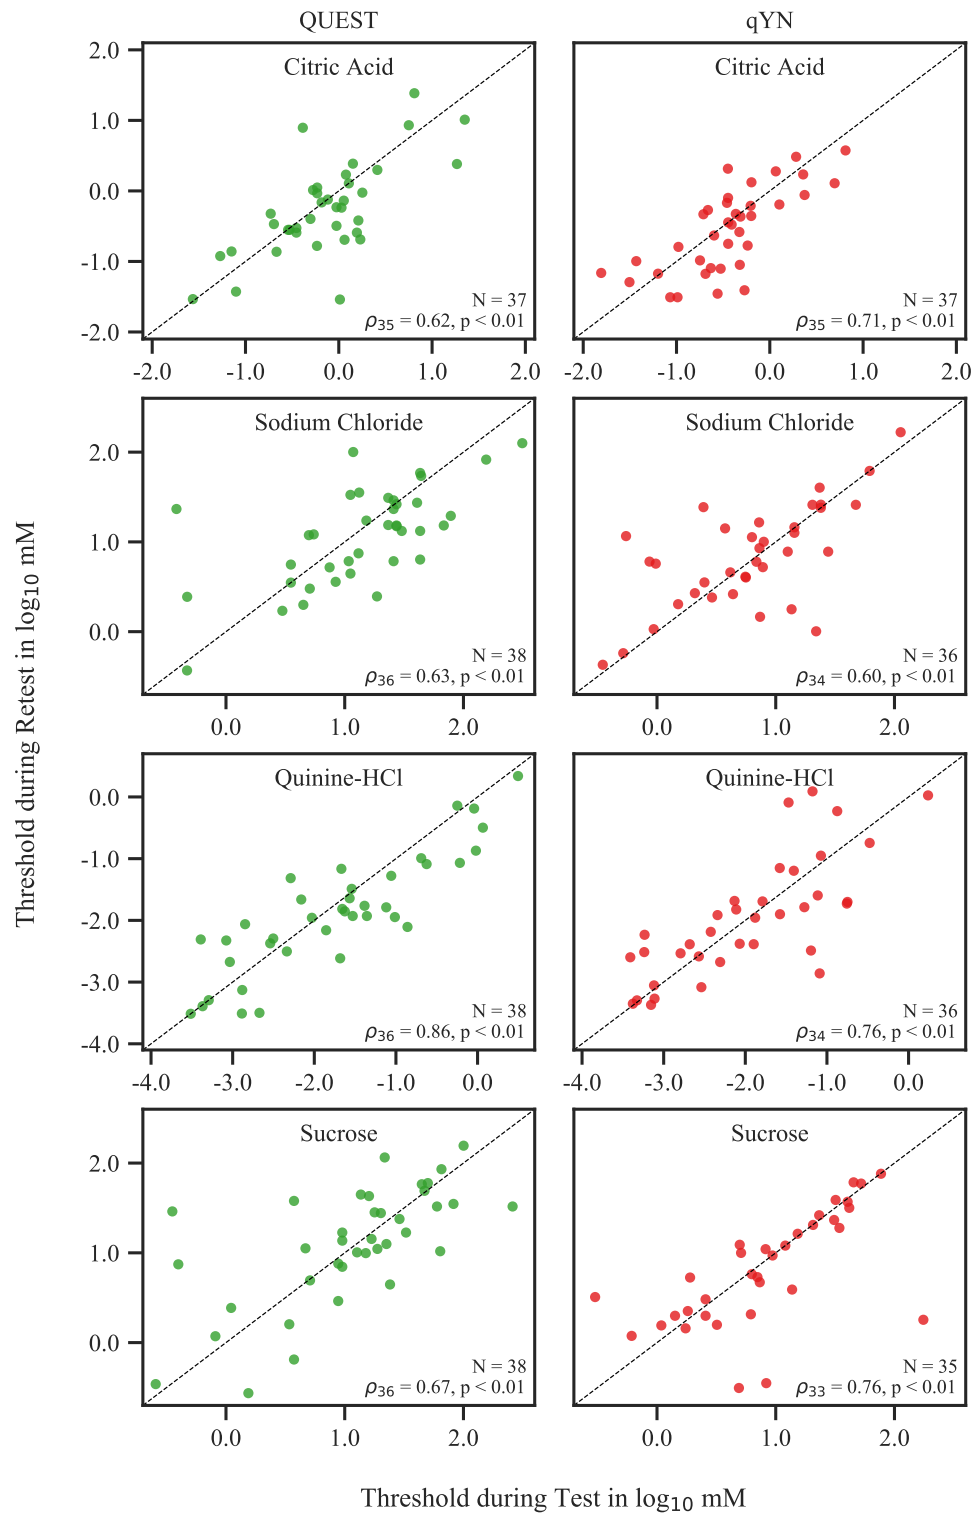 QUEST
qYN
Threshold during Retest in log₁₀ mM
2.0
1.0
0.0
-1.0
-2.0
Citric Acid
N = 37
ρ₃₅ = 0.62, p < 0.01
-2.0 -1.0 0.0 1.0 2.0
Citric Acid
N = 37
ρ₃₅ = 0.71, p < 0.01
-2.0 -1.0 0.0 1.0 2.0
2.0
1.0
0.0
Sodium Chloride
N = 38
ρ₃₆ = 0.63, p < 0.01
0.0 1.0 2.0
Sodium Chloride
N = 36
ρ₃₄ = 0.60, p < 0.01
0.0 1.0 2.0
0.0
-1.0
-2.0
-3.0
-4.0
Quinine-HCl
N = 38
ρ₃₆ = 0.86, p < 0.01
-4.0 -3.0 -2.0 -1.0 0.0
Quinine-HCl
N = 36
ρ₃₄ = 0.76, p < 0.01
-4.0 -3.0 -2.0 -1.0 0.0
2.0
1.0
0.0
Sucrose
N = 38
ρ₃₆ = 0.67, p < 0.01
0.0 1.0 2.0
Sucrose
N = 35
ρ₃₃ = 0.76, p < 0.01
0.0 1.0 2.0
Threshold during Test in log₁₀ mM